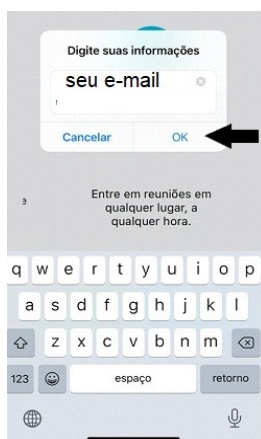 Digite suas informações
seu e-mail
Cancelar OK
Entre em reuniões em
qualquer lugar, a
qualquer hora.
q w e r t y u i o p
a s d f g h j k l
z x c v b n m
123 espaço retorno